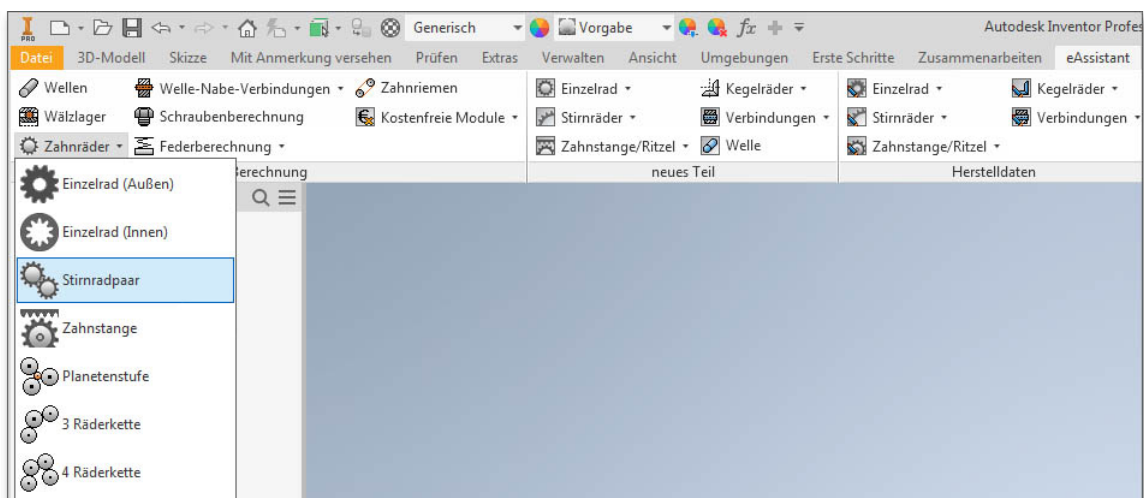 PRO Generisch Vorgabe fx Autodesk Inventor Profes
Datei 3D-Modell Skizze Mit Anmerkung versehen Prüfen Extras Verwalten Ansicht Umgebungen Erste Schritte Zusammenarbeiten eAssistant
Wellen Welle-Nabe-Verbindungen Zahnriemen Einzelrad Kegelräder Einzelrad Kegelräder
Wälzlager Schraubenberechnung Kostenfreie Module Stirnräder Verbindungen Stirnräder Verbindungen
Zahnräder Federberechnung Zahnstange/Ritzel Welle Zahnstange/Ritzel
Berechnung neues Teil Herstelldaten
Einzelrad (Außen)
Einzelrad (Innen)
Stirnradpaar
Zahnstange
Planetenstufe
3 Räderkette
4 Räderkette